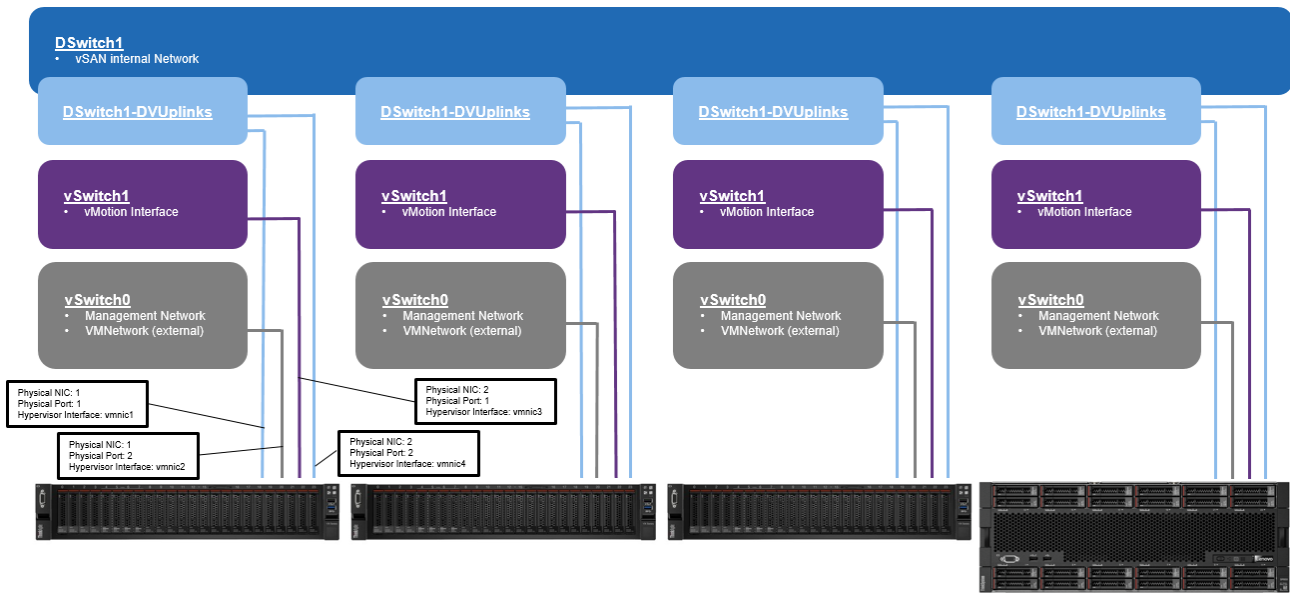 DSwitch1
• vSAN internal Network
DSwitch1-DVUplinks
DSwitch1-DVUplinks
DSwitch1-DVUplinks
DSwitch1-DVUplinks
vSwitch1
• vMotion Interface
vSwitch1
• vMotion Interface
vSwitch1
• vMotion Interface
vSwitch1
• vMotion Interface
vSwitch0
• Management Network
• VMNetwork (external)
vSwitch0
• Management Network
• VMNetwork (external)
vSwitch0
• Management Network
• VMNetwork (external)
vSwitch0
• Management Network
• VMNetwork (external)
Physical NIC: 1
Physical Port: 1
Hypervisor Interface: vmnic1
Physical NIC: 2
Physical Port: 1
Hypervisor Interface: vmnic3
Physical NIC: 1
Physical Port: 2
Hypervisor Interface: vmnic2
Physical NIC: 2
Physical Port: 2
Hypervisor Interface: vmnic4
Lenovo